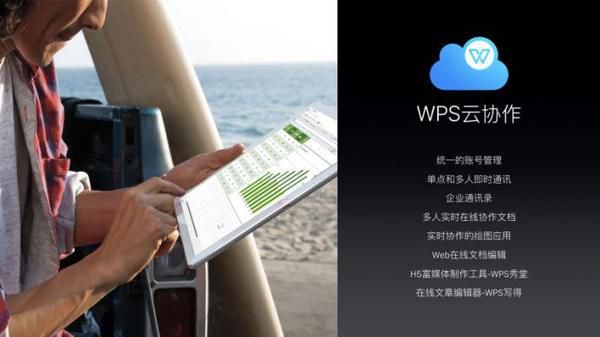 W
WPS云协作
统一的账号管理
单点和多人即时通讯
企业通讯录
多人实时在线协作文档
实时协作的绘图应用
Web在线文档编辑
H5富媒体制作工具-WPS秀堂
在线文章编辑器-WPS写得